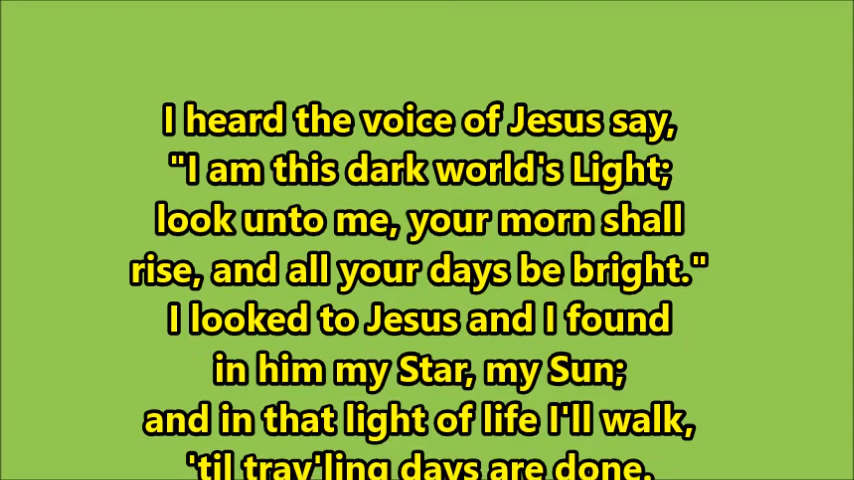 I heard the voice of Jesus say,
"I am this dark world's Light;
look unto me, your morn shall
rise, and all your days be bright."
I looked to Jesus and I found
in him my Star, my Sun;
and in that light of life I'll walk,
'til trav'ling days are done.